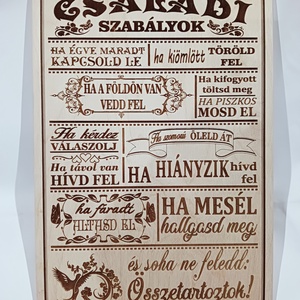 CSALÁDI
SZABÁLYOK
HA ÉGVE MARADT
KAPCSOLD LE
ha kiömlött
TÖRÖLD
FEL
HA A FÖLDÖN VAN
VEDD FEL
Ha kifogyott
töltsd meg
HA PISZKOS
MOSD EL
Ha kérdez
VÁLASZOLJ
Ha távol van
HÍVD FEL
Ha szomorú ÖLELD ÁT
HA HIÁNYZIK hívd
fel
ha fáradt
ALTASD EL
HA MESÉL
hallgasd meg
és soha ne feledd:
Összetartoztok!